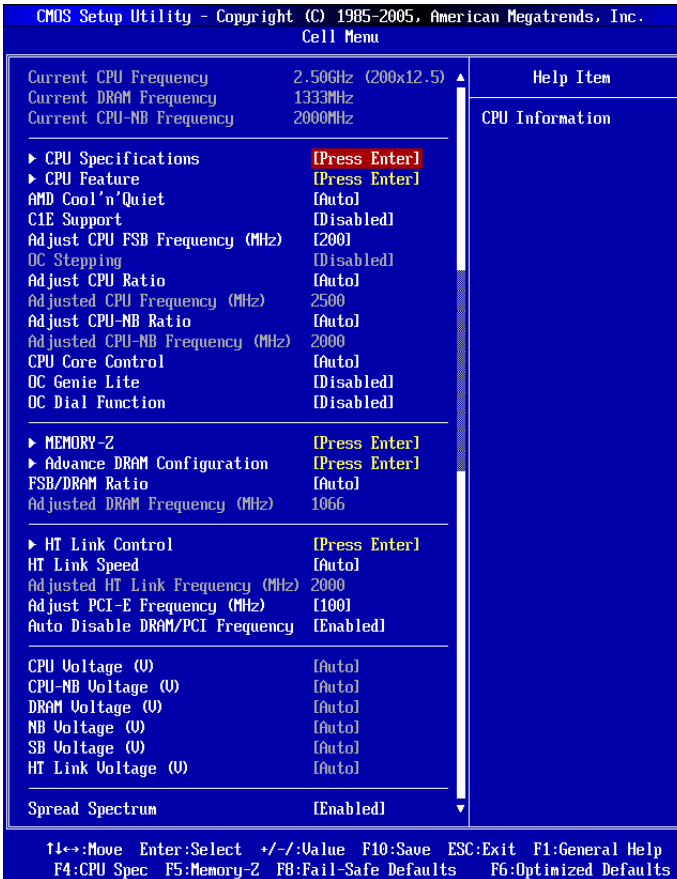 CMOS Setup Utility - Copyright (C) 1985-2005, American Megatrends, Inc.
Cell Menu
Current CPU Frequency 2.50GHz (200x12.5)
Current DRAM Frequency 1333MHz
Current CPU-NB Frequency 2000MHz
Help Item
CPU Information
▶ CPU Specifications [Press Enter]
▶ CPU Feature [Press Enter]
AMD Cool'n'Quiet [Auto]
C1E Support [Disabled]
Adjust CPU FSB Frequency (MHz) [200]
OC Stepping [Disabled]
Adjust CPU Ratio [Auto]
Adjusted CPU Frequency (MHz) 2500
Adjust CPU-NB Ratio [Auto]
Adjusted CPU-NB Frequency (MHz) 2000
CPU Core Control [Auto]
OC Genie Lite [Disabled]
OC Dial Function [Disabled]
▶ MEMORY-Z [Press Enter]
▶ Advance DRAM Configuration [Press Enter]
FSB/DRAM Ratio [Auto]
Adjusted DRAM Frequency (MHz) 1066
▶ HT Link Control [Press Enter]
HT Link Speed [Auto]
Adjusted HT Link Frequency (MHz) 2000
Adjust PCI-E Frequency (MHz) [100]
Auto Disable DRAM/PCI Frequency [Enabled]
CPU Voltage (V) [Auto]
CPU-NB Voltage (V) [Auto]
DRAM Voltage (V) [Auto]
NB Voltage (V) [Auto]
SB Voltage (V) [Auto]
HT Link Voltage (V) [Auto]
Spread Spectrum [Enabled]
↑↓↔:Move Enter:Select +/-/:Value F10:Save ESC:Exit F1:General Help
F4:CPU Spec F5:Memory-Z F8:Fail-Safe Defaults F6:Optimized Defaults